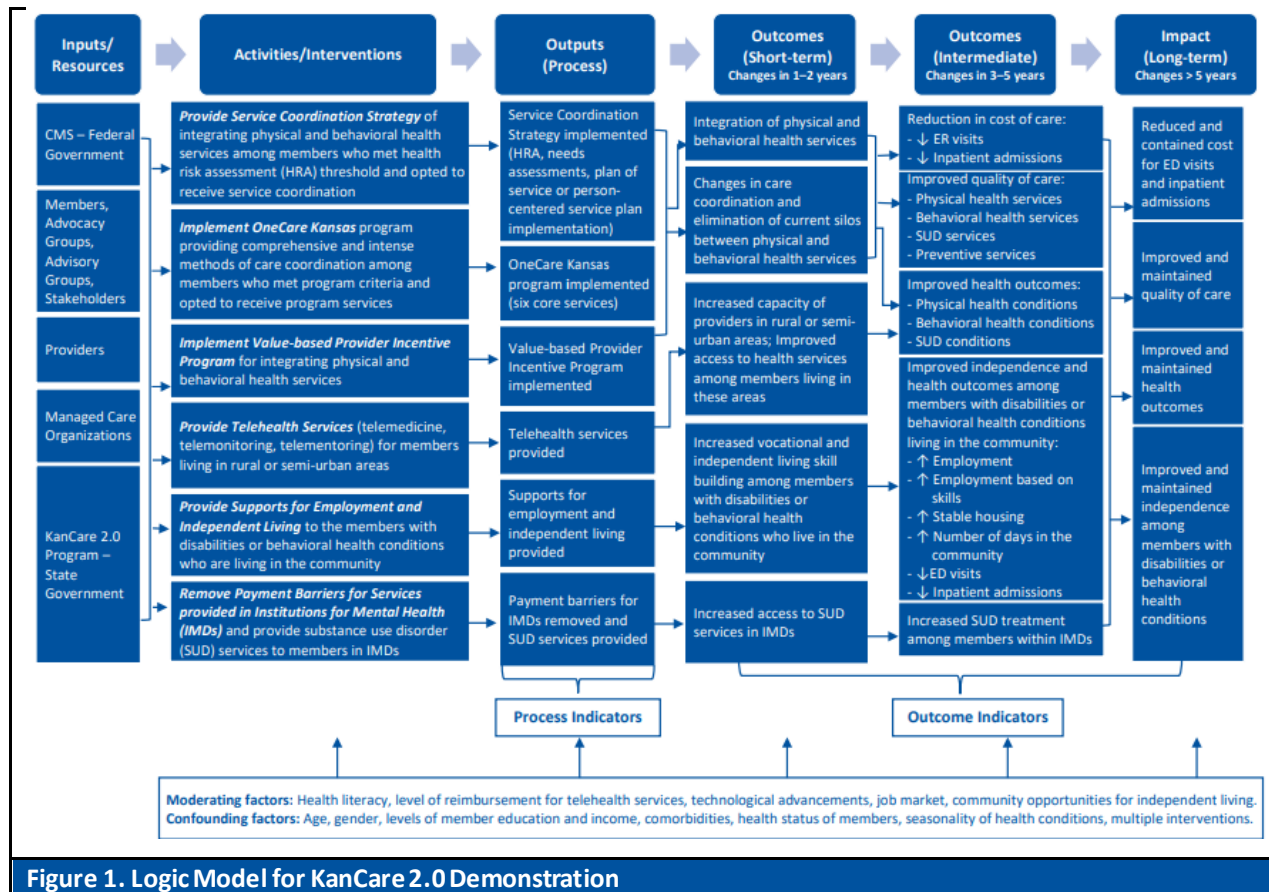 Inputs/
Resources
Activities/Interventions
Outputs
(Process)
Outcomes
(Short-term)
Changes in 1–2 years
Outcomes
(Intermediate)
Changes in 3–5 years
Impact
(Long-term)
Changes > 5 years
CMS – Federal
Government
Members,
Advocacy
Groups,
Advisory
Groups,
Stakeholders
Providers
Managed Care
Organizations
KanCare 2.0
Program –
State
Government
Provide Service Coordination Strategy of
integrating physical and behavioral health
services among members who met health
risk assessment (HRA) threshold and opted to
receive service coordination
Implement OneCare Kansas program
providing comprehensive and intense
methods of care coordination among
members who met program criteria and
opted to receive program services
Implement Value-based Provider Incentive
Program for integrating physical and
behavioral health services
Provide Telehealth Services (telemedicine,
telemonitoring, telementoring) for members
living in rural or semi-urban areas
Provide Supports for Employment and
Independent Living to the members with
disabilities or behavioral health conditions
who are living in the community
Remove Payment Barriers for Services
provided in Institutions for Mental Health
(IMDs) and provide substance use disorder
(SUD) services to members in IMDs
Service Coordination
Strategy implemented
(HRA, needs
assessments, plan of
service or person-
centered service plan
implementation)
OneCare Kansas
program implemented
(six core services)
Value-based Provider
Incentive Program
implemented
Telehealth services
provided
Supports for
employment and
independent living
provided
Payment barriers for
IMDs removed and
SUD services provided
Integration of physical and
behavioral health services
Changes in care
coordination and
elimination of current silos
between physical and
behavioral health services
Increased capacity of
providers in rural or semi-
urban areas; Improved
access to health services
among members living in
these areas
Increased vocational and
independent living skill
building among members
with disabilities or
behavioral health
conditions who live in the
community
Increased access to SUD
services in IMDs
Reduction in cost of care:
- ↓ ER visits
- ↓ Inpatient admissions
Improved quality of care:
- Physical health services
- Behavioral health services
- SUD services
- Preventive services
Improved health outcomes:
- Physical health conditions
- Behavioral health conditions
- SUD conditions
Improved independence and
health outcomes among
members with disabilities or
behavioral health conditions
living in the community:
- ↑ Employment
- ↑ Employment based on
skills
- ↑ Stable housing
- ↑ Number of days in the
community
- ↓ED visits
- ↓ Inpatient admissions
Increased SUD treatment
among members within IMDs
Reduced and
contained cost
for ED visits
and inpatient
admissions
Improved and
maintained
quality of care
Improved and
maintained
health
outcomes
Improved and
maintained
independence
among
members with
disabilities or
behavioral
health
conditions
Process Indicators
Outcome Indicators
Moderating factors: Health literacy, level of reimbursement for telehealth services, technological advancements, job market, community opportunities for independent living.
Confounding factors: Age, gender, levels of member education and income, comorbidities, health status of members, seasonality of health conditions, multiple interventions.
Figure 1. Logic Model for KanCare 2.0 Demonstration